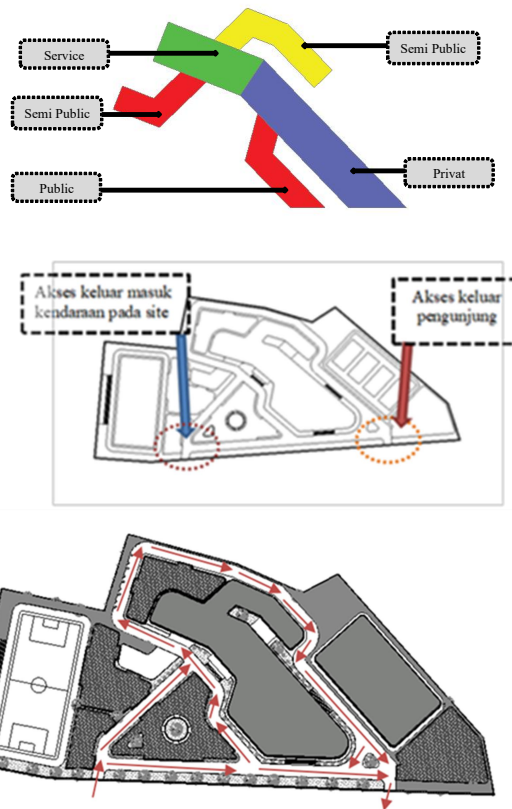 Service
Semi Public
Semi Public
Public
Privat
Akses keluar masuk
kendaraan pada site
Akses keluar
pengunjung